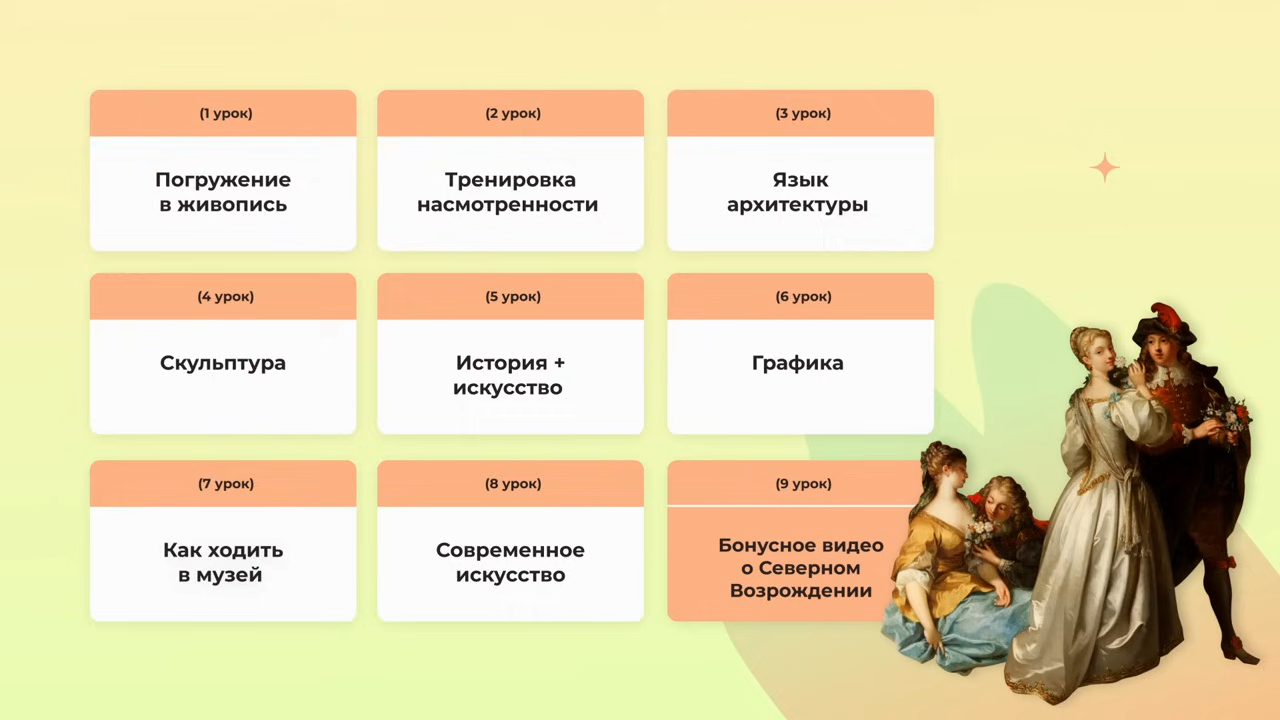 (1 урок)
Погружение
в живопись
(2 урок)
Тренировка
насмотренности
(3 урок)
Язык
архитектуры
(4 урок)
Скульптура
(5 урок)
История +
искусство
(6 урок)
Графика
(7 урок)
Как ходить
в музей
(8 урок)
Современное
искусство
(9 урок)
Бонусное видео
о Северном
Возрождении